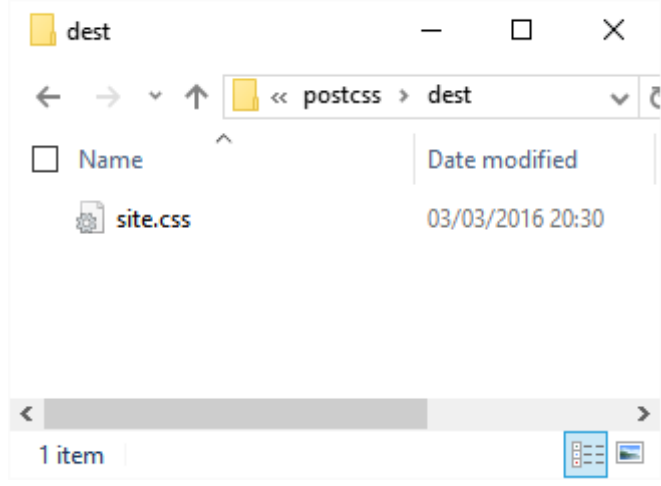 dest
« postcss > dest
Name Date modified
site.css 03/03/2016 20:30
1 item